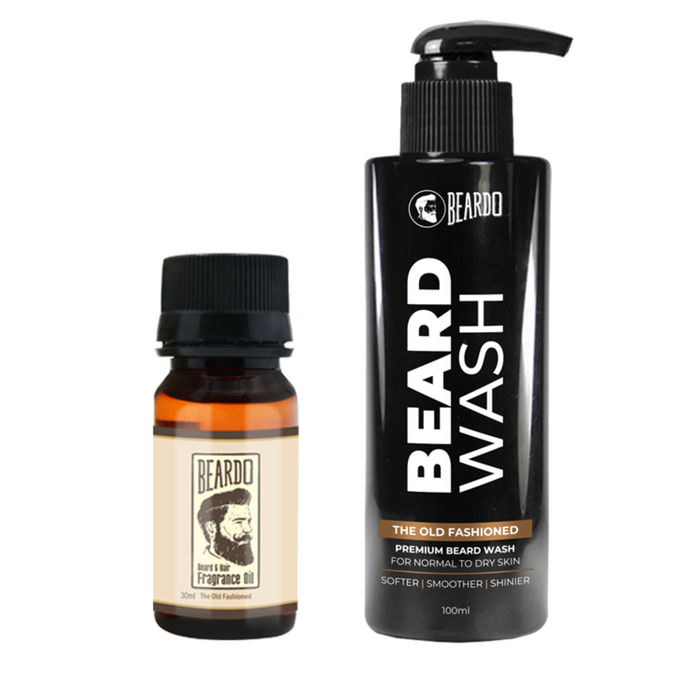 BEARDO
Beard & Hair
Fragrance Oil
30ml The Old Fashioned
BEARDO
BEARD
WASH
THE OLD FASHIONED
PREMIUM BEARD WASH
FOR NORMAL TO DRY SKIN
SOFTER | SMOOTHER | SHINIER
100ml